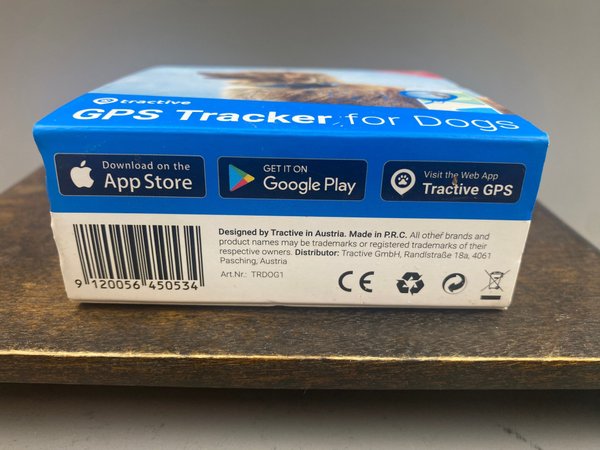 tractive
GPS Tracker for Dogs
Download on the
App Store
GET IT ON
Google Play
Visit the Web App
Tractive GPS
Designed by Tractive in Austria. Made in P.R.C. All other brands and
product names may be trademarks or registered trademarks of their
respective owners. Distributor: Tractive GmbH, Randlstraße 18a, 4061
Pasching, Austria
Art.Nr.: TRDOG1
9 120056 450534
CE